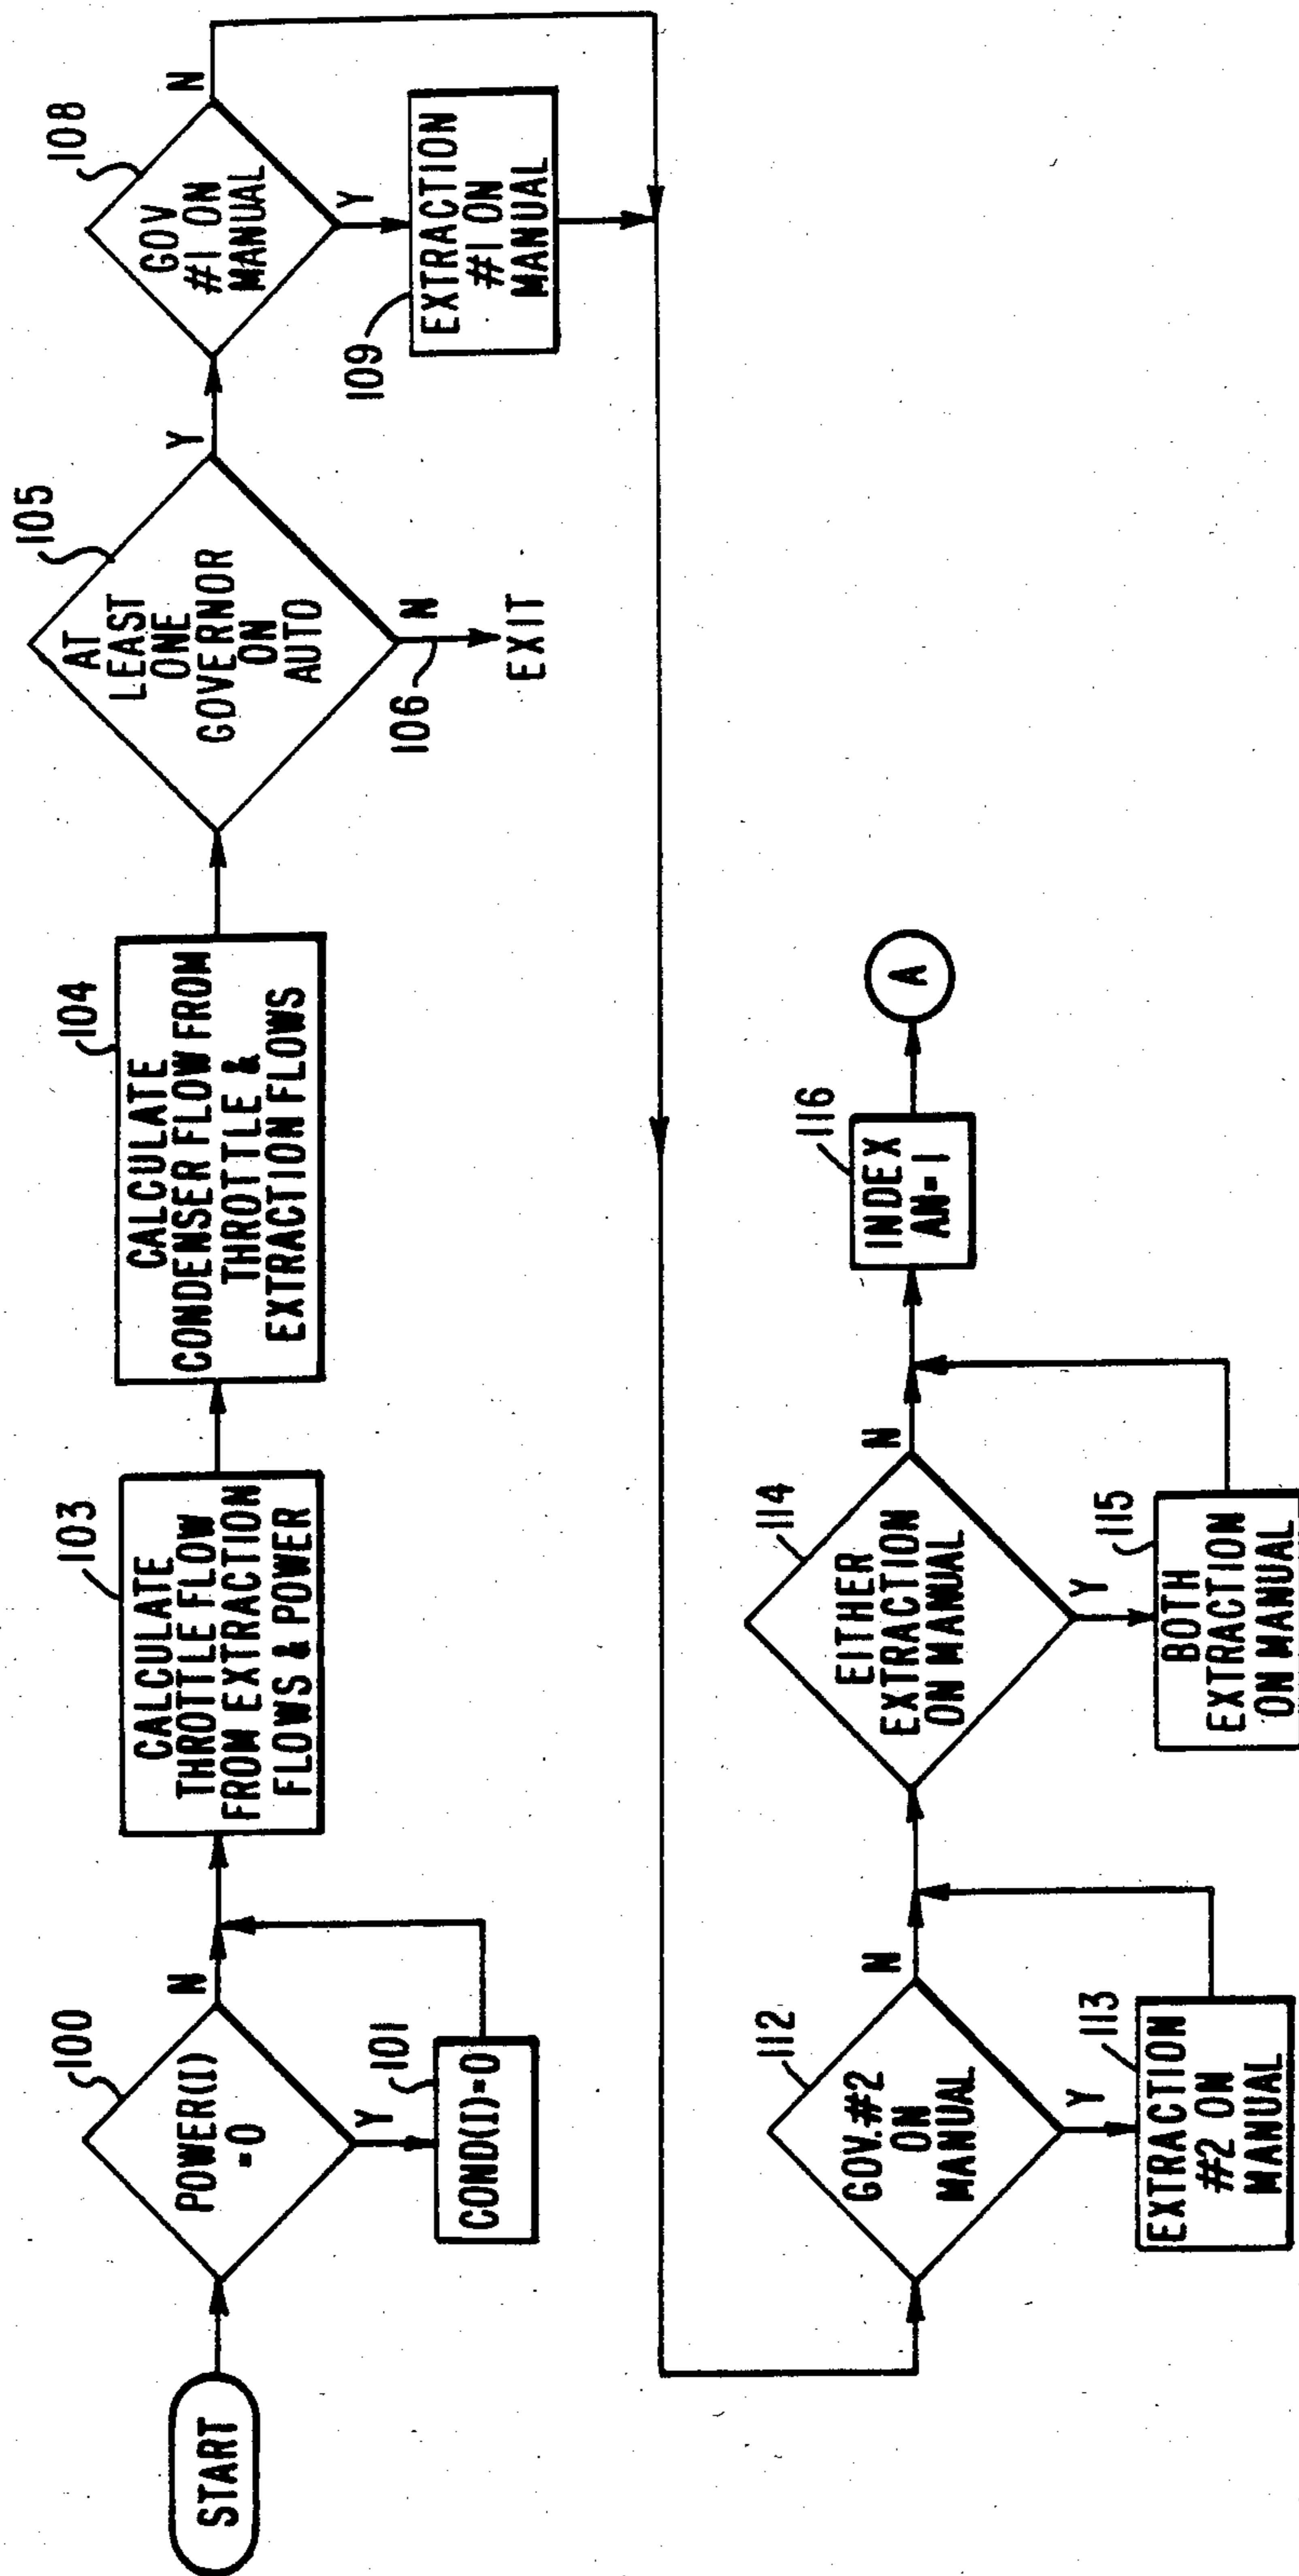 START
100
POWER(I)
=0
N
Y
101
COND(I)=0
103
CALCULATE
THROTTLE FLOW
FROM EXTRACTION
FLOWS & POWER
104
CALCULATE
CONDENSER FLOW FROM
THROTTLE &
EXTRACTION FLOWS
105
AT
LEAST
ONE
GOVERNOR
ON
AUTO
Y
N
106
EXIT
108
GOV
#1 ON
MANUAL
N
Y
109
EXTRACTION
#1 ON
MANUAL
112
GOV.#2
ON
MANUAL
N
Y
113
EXTRACTION
#2 ON
MANUAL
114
EITHER
EXTRACTION
ON MANUAL
N
Y
115
BOTH
EXTRACTION
ON MANUAL
116
INDEX
AN=1
A